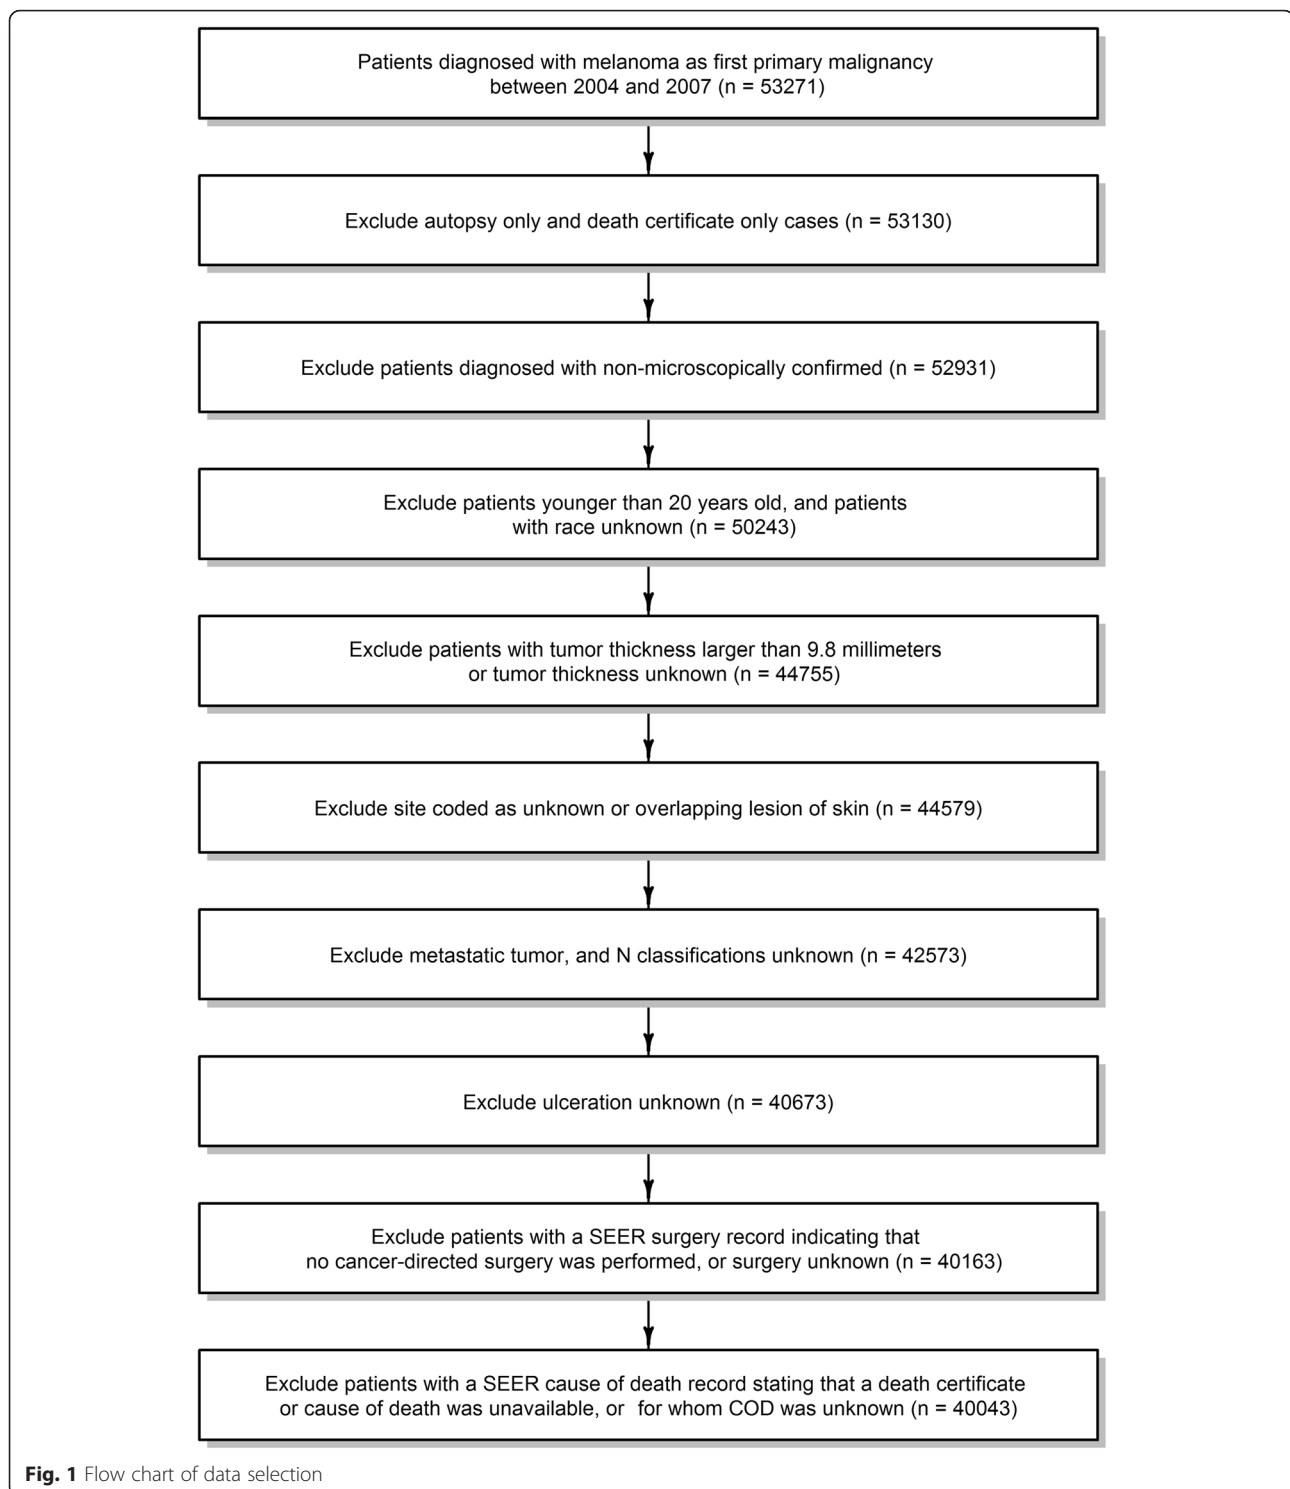 Patients diagnosed with melanoma as first primary malignancy
between 2004 and 2007 (n = 53271)
Exclude autopsy only and death certificate only cases (n = 53130)
Exclude patients diagnosed with non-microscopically confirmed (n = 52931)
Exclude patients younger than 20 years old, and patients
with race unknown (n = 50243)
Exclude patients with tumor thickness larger than 9.8 millimeters
or tumor thickness unknown (n = 44755)
Exclude site coded as unknown or overlapping lesion of skin (n = 44579)
Exclude metastatic tumor, and N classifications unknown (n = 42573)
Exclude ulceration unknown (n = 40673)
Exclude patients with a SEER surgery record indicating that
no cancer-directed surgery was performed, or surgery unknown (n = 40163)
Exclude patients with a SEER cause of death record stating that a death certificate
or cause of death was unavailable, or for whom COD was unknown (n = 40043)
Fig. 1 Flow chart of data selection